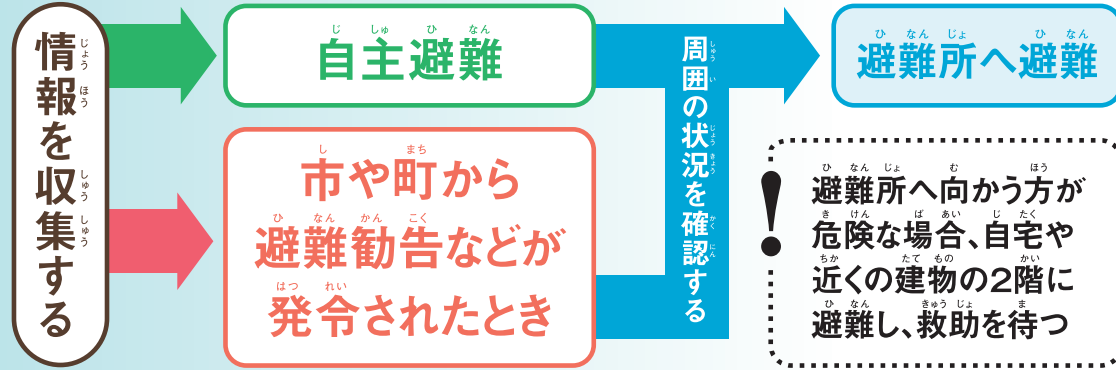 情報を収集する
自主避難
市や町から
避難勧告などが
発令されたとき
周囲の状況を確認する
避難所へ避難
!
避難所へ向かう方が
危険な場合、自宅や
近くの建物の2階に
避難し、救助を待つ